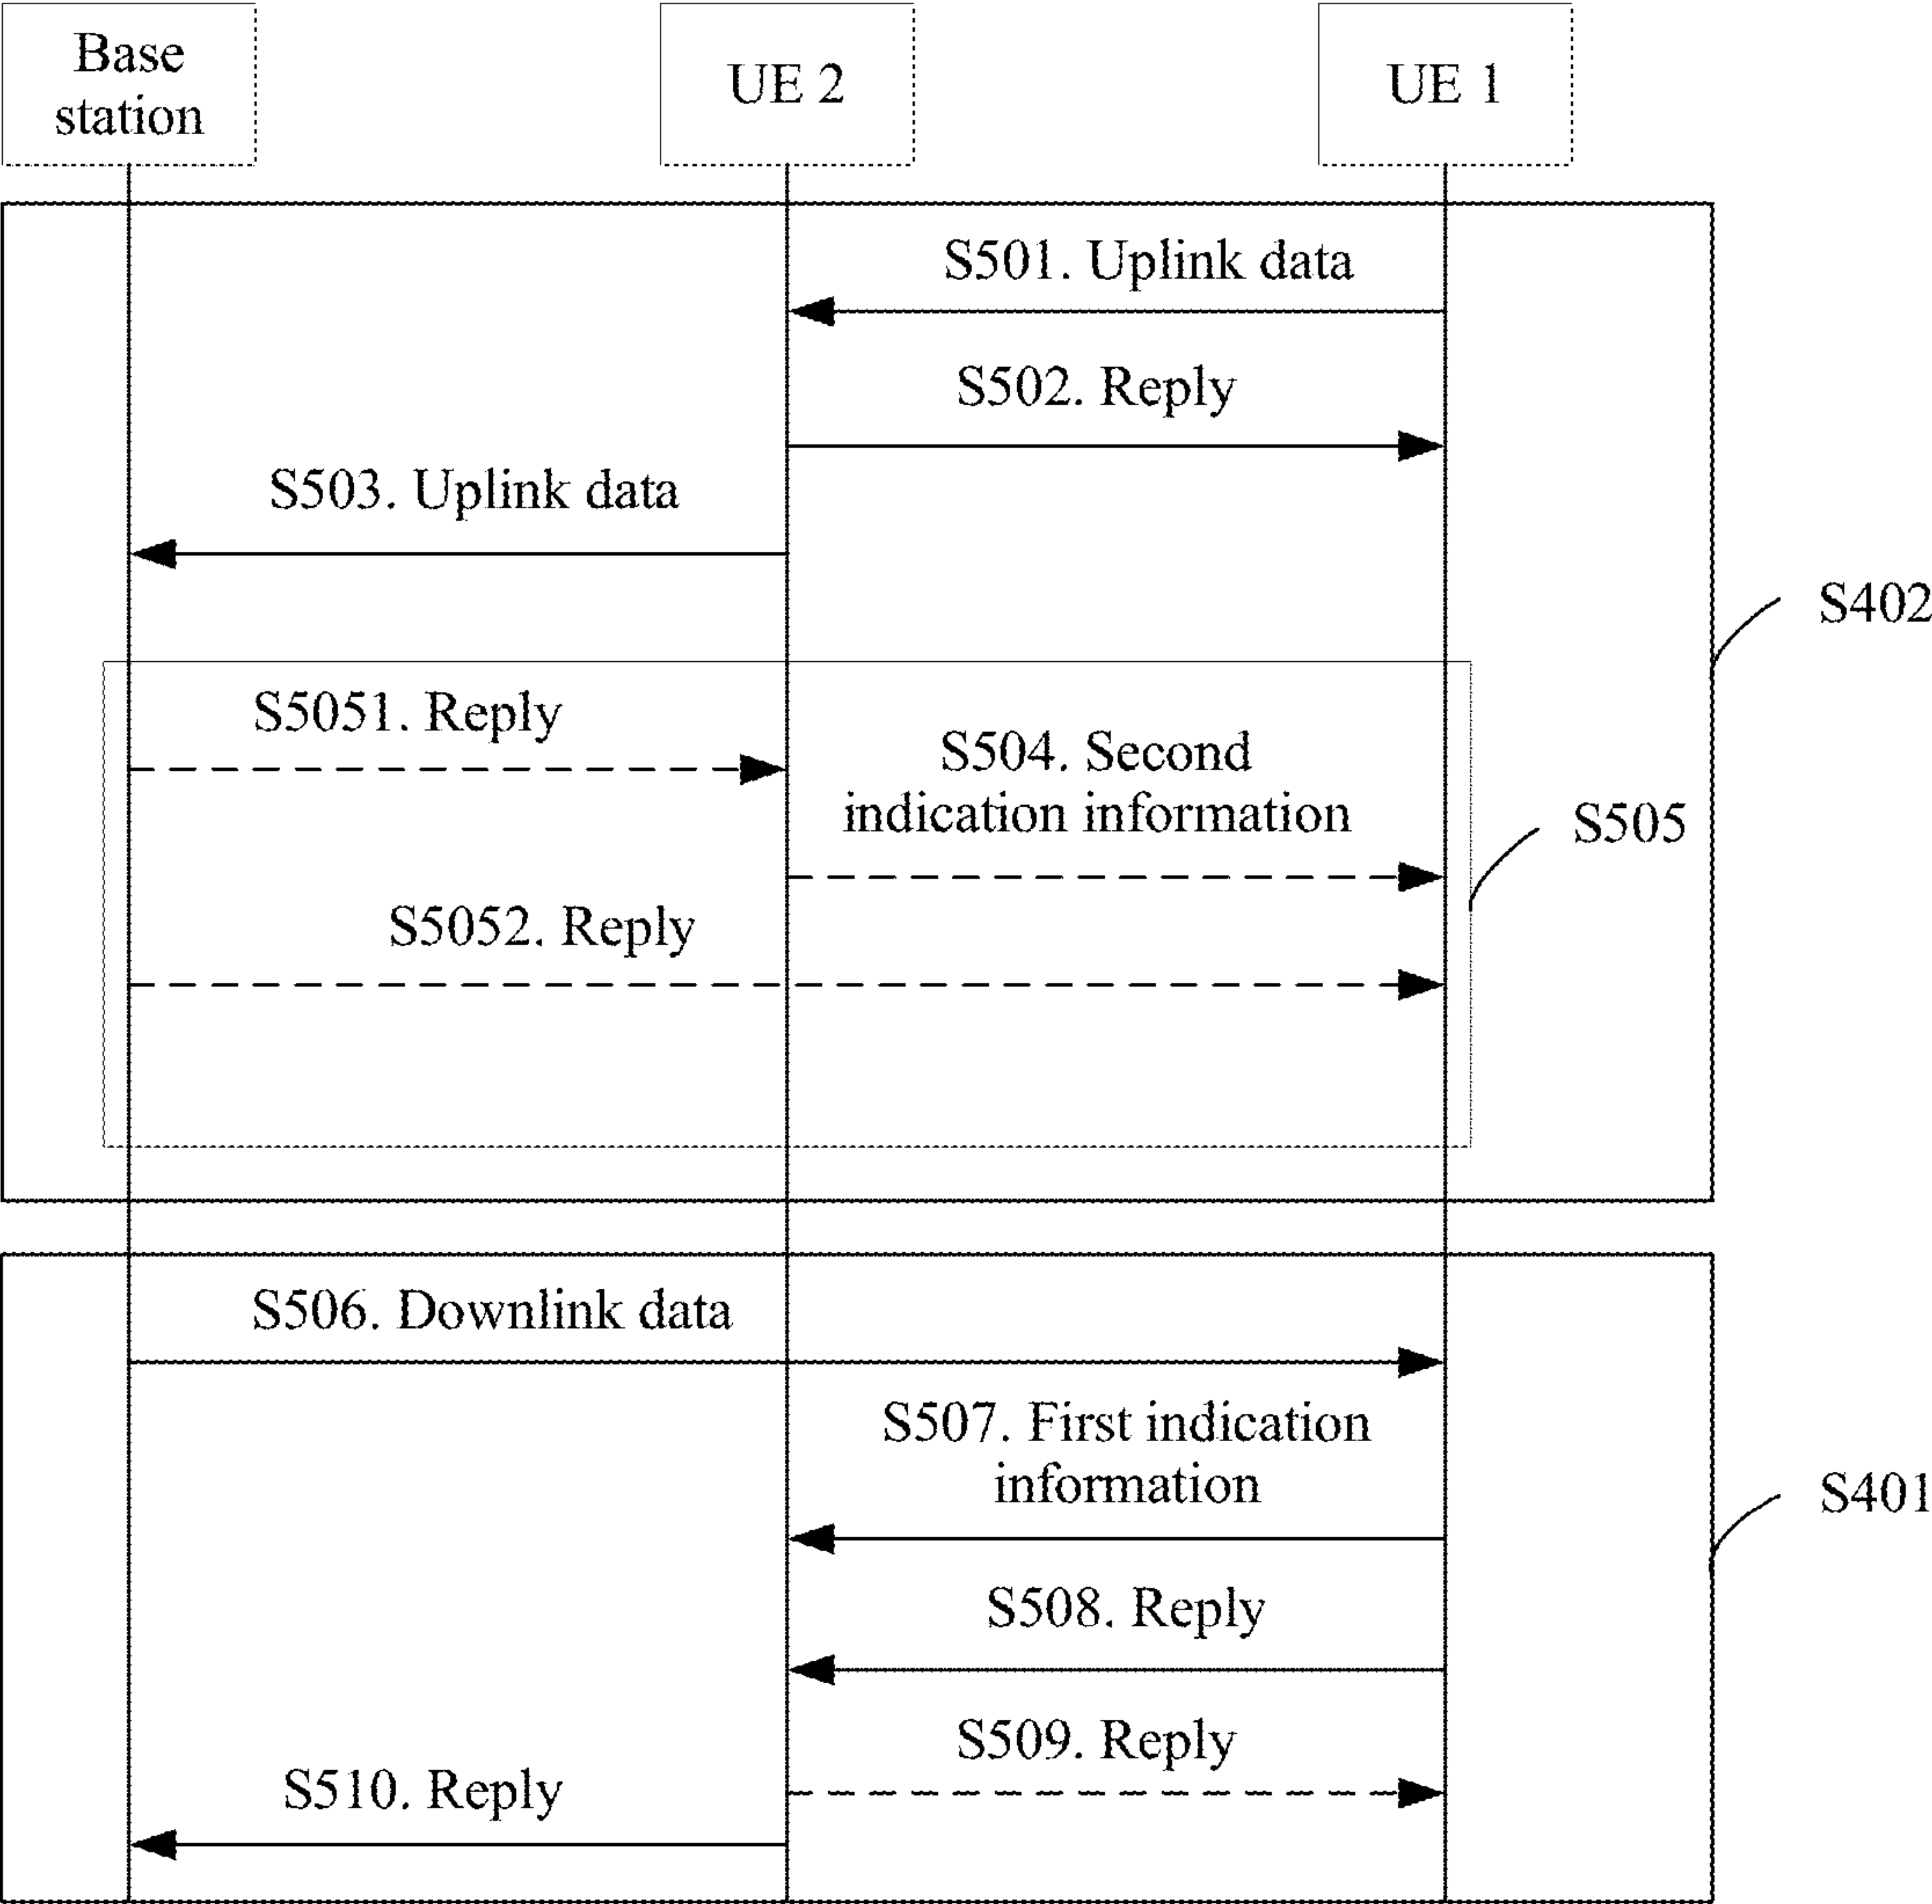 Base
station
UE 2
UE 1
S501. Uplink data
S502. Reply
S503. Uplink data
S402
S5051. Reply
S504. Second
indication information
S505
S5052. Reply
S506. Downlink data
S507. First indication
information
S401
S508. Reply
S509. Reply
S510. Reply